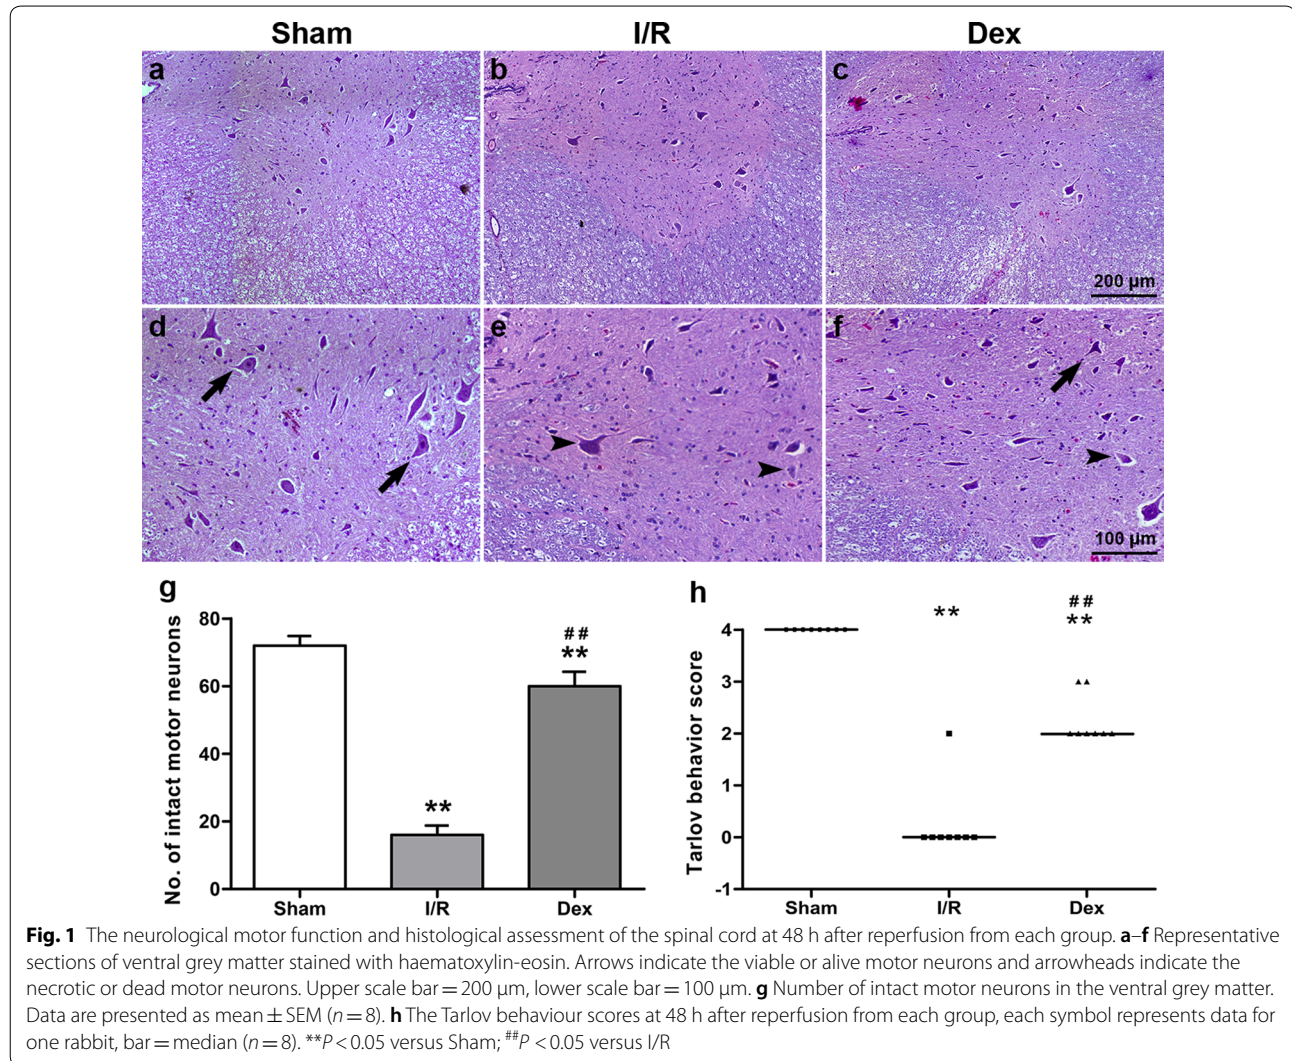 Sham I/R Dex
a b c
200 µm
d e f
100 µm
g h
No. of intact motor neurons
80
60
40
20
0
**
##
**
Sham I/R Dex
Tarlov behavior score
4
3
2
1
0
-1
**
##
**
Sham I/R Dex
Fig. 1 The neurological motor function and histological assessment of the spinal cord at 48 h after reperfusion from each group. a–f Representative
sections of ventral grey matter stained with haematoxylin-eosin. Arrows indicate the viable or alive motor neurons and arrowheads indicate the
necrotic or dead motor neurons. Upper scale bar = 200 µm, lower scale bar = 100 µm. g Number of intact motor neurons in the ventral grey matter.
Data are presented as mean ± SEM (n = 8). h The Tarlov behaviour scores at 48 h after reperfusion from each group, each symbol represents data for
one rabbit, bar = median (n = 8). **P < 0.05 versus Sham; ##P < 0.05 versus I/R